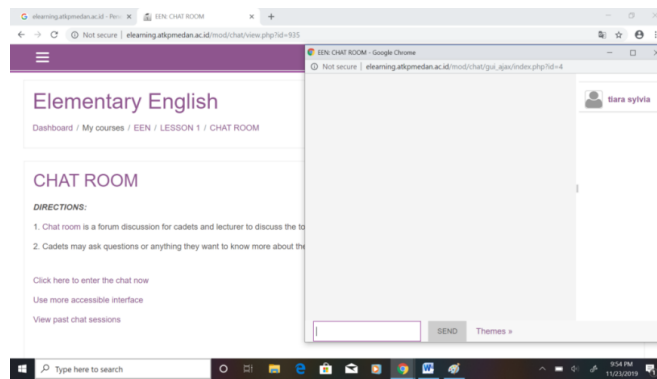 elearning.atkpmedan.ac.id - Penu
EEN: CHAT ROOM
Not secure | elearning.atkpmedan.ac.id/mod/chat/view.php?id=935
EEN: CHAT ROOM - Google Chrome
Not secure | elearning.atkpmedan.ac.id/mod/chat/gui_ajax/index.php?id=4
tiara sylvia
Elementary English
Dashboard / My courses / EEN / LESSON 1 / CHAT ROOM
CHAT ROOM
DIRECTIONS:
1. Chat room is a forum discussion for cadets and lecturer to discuss the to
2. Cadets may ask questions or anything they want to know more about the
Click here to enter the chat now
Use more accessible interface
View past chat sessions
SEND Themes »
Type here to search
9:54 PM
11/23/2019